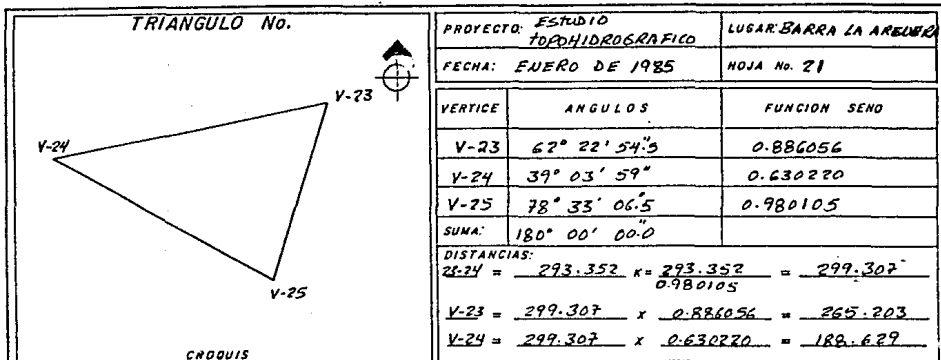 TRIANGULO No.
V-23
V-24
V-25
CROQUIS
PROYECTO: ESTUDIO TOPOHIDROGRAFICO
LUGAR: BARRA LA ARENERA
FECHA: ENERO DE 1985
HOJA No. 21
VERTICE ANGULOS FUNCION SENO
V-23 62° 22' 54.5" 0.886056
V-24 39° 03' 59" 0.630220
V-25 78° 33' 06.5" 0.980105
SUMA: 180° 00' 00.0"
DISTANCIAS:
23-24 = 293.352 K= 293.352 / 0.980105 = 299.307
V-23 = 299.307 x 0.886056 = 265.203
V-24 = 299.307 x 0.630220 = 188.629